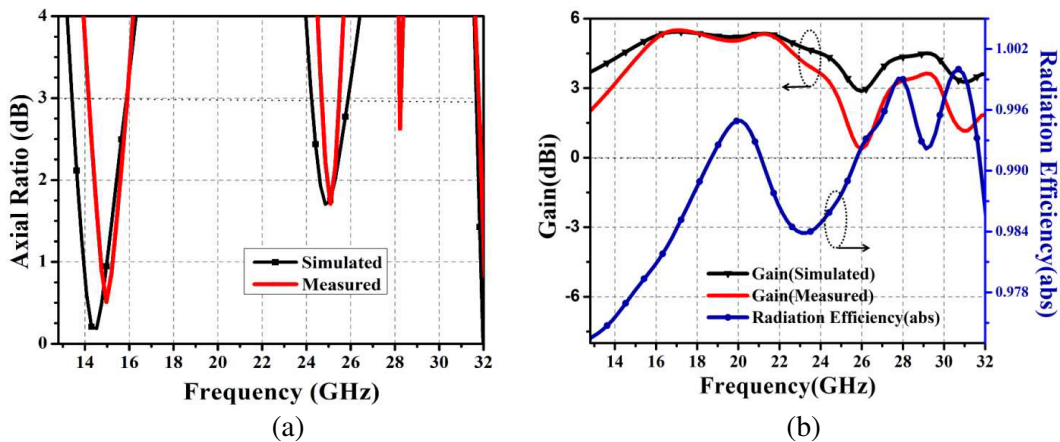 4
3
2
1
0
Axial Ratio (dB)
14 16 18 20 22 24 26 28 30 32
Frequency (GHz)
Simulated
Measured
(a)
6
3
0
-3
-6
Gain(dBi)
14 16 18 20 22 24 26 28 30 32
Frequency(GHz)
Gain(Simulated)
Gain(Measured)
Radiation Efficiency(abs)
1.002
0.996
0.990
0.984
0.978
Radiation Efficiency(abs)
(b)